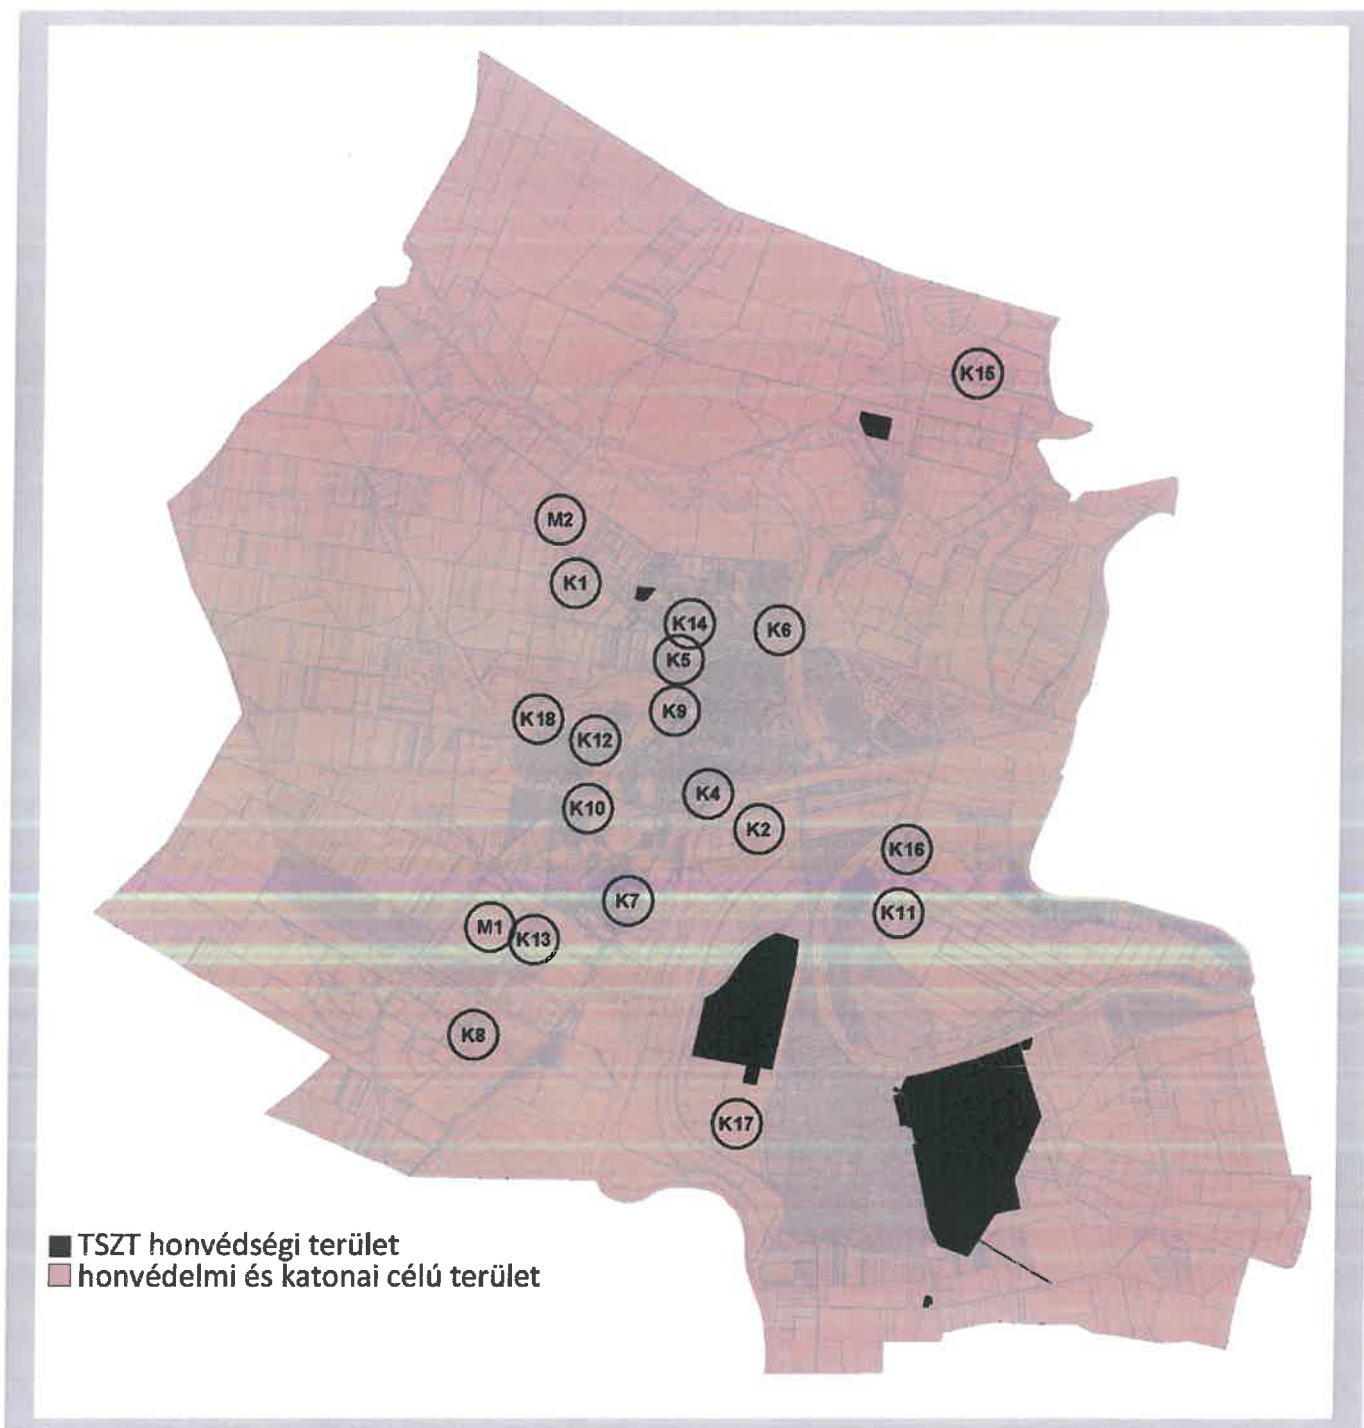 K15
M2
K1
K14
K6
K5
K9
K18
K12
K4
K10
K2
K16
K7
K11
M1
K13
K8
K17
TSZT honvédségi terület
honvédelmi és katonai célú terület